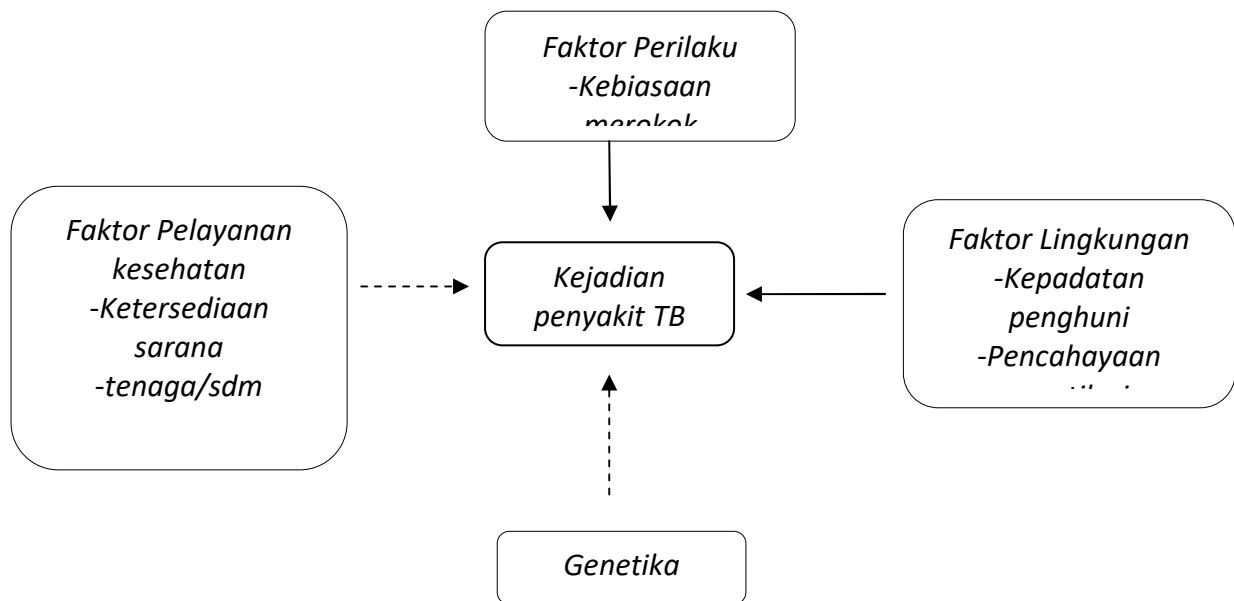 Faktor Perilaku
-Kebiasaan
merokok
Faktor Pelayanan
kesehatan
-Ketersediaan
sarana
-tenaga/sdm
Kejadian
penyakit TB
Faktor Lingkungan
-Kepadatan
penghuni
-Pencahayaan
Genetika